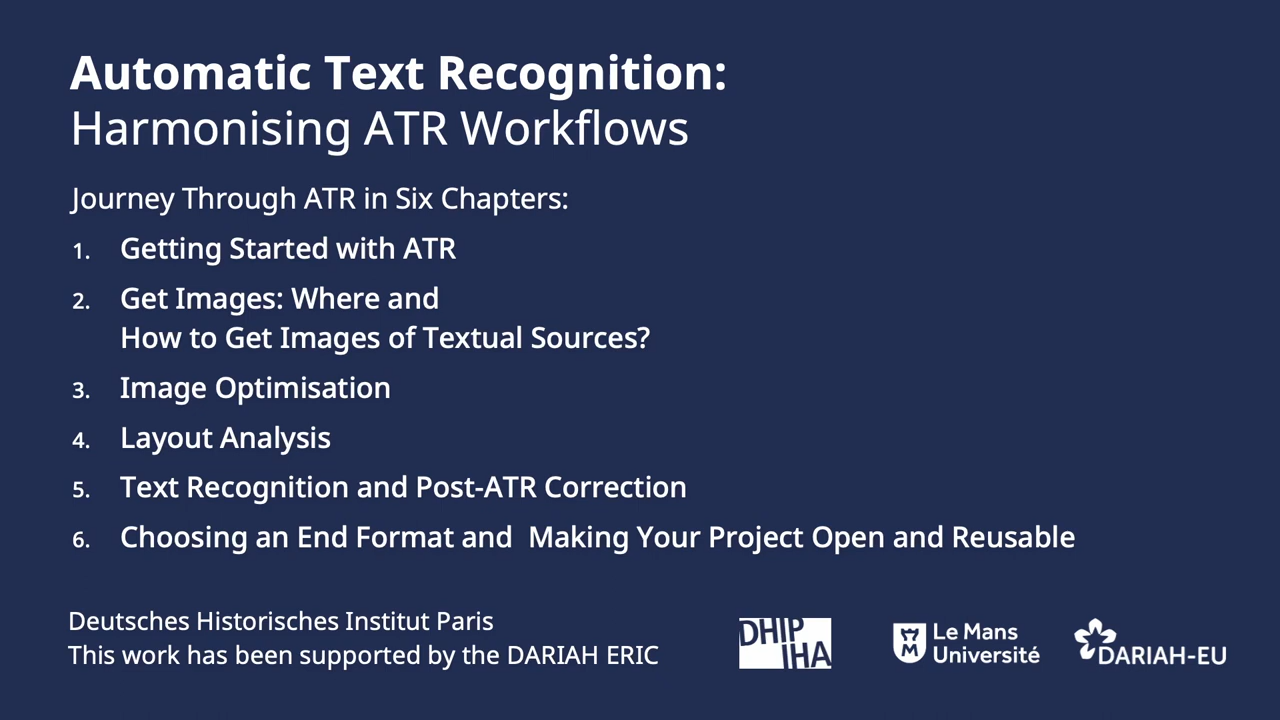 Automatic Text Recognition:
Harmonising ATR Workflows
Journey Through ATR in Six Chapters:
1. Getting Started with ATR
2. Get Images: Where and
How to Get Images of Textual Sources?
3. Image Optimisation
4. Layout Analysis
5. Text Recognition and Post-ATR Correction
6. Choosing an End Format and  Making Your Project Open and Reusable
Deutsches Historisches Institut Paris
This work has been supported by the DARIAH ERIC
DHIP
IHA
M
Le Mans
Université
DARIAH-EU